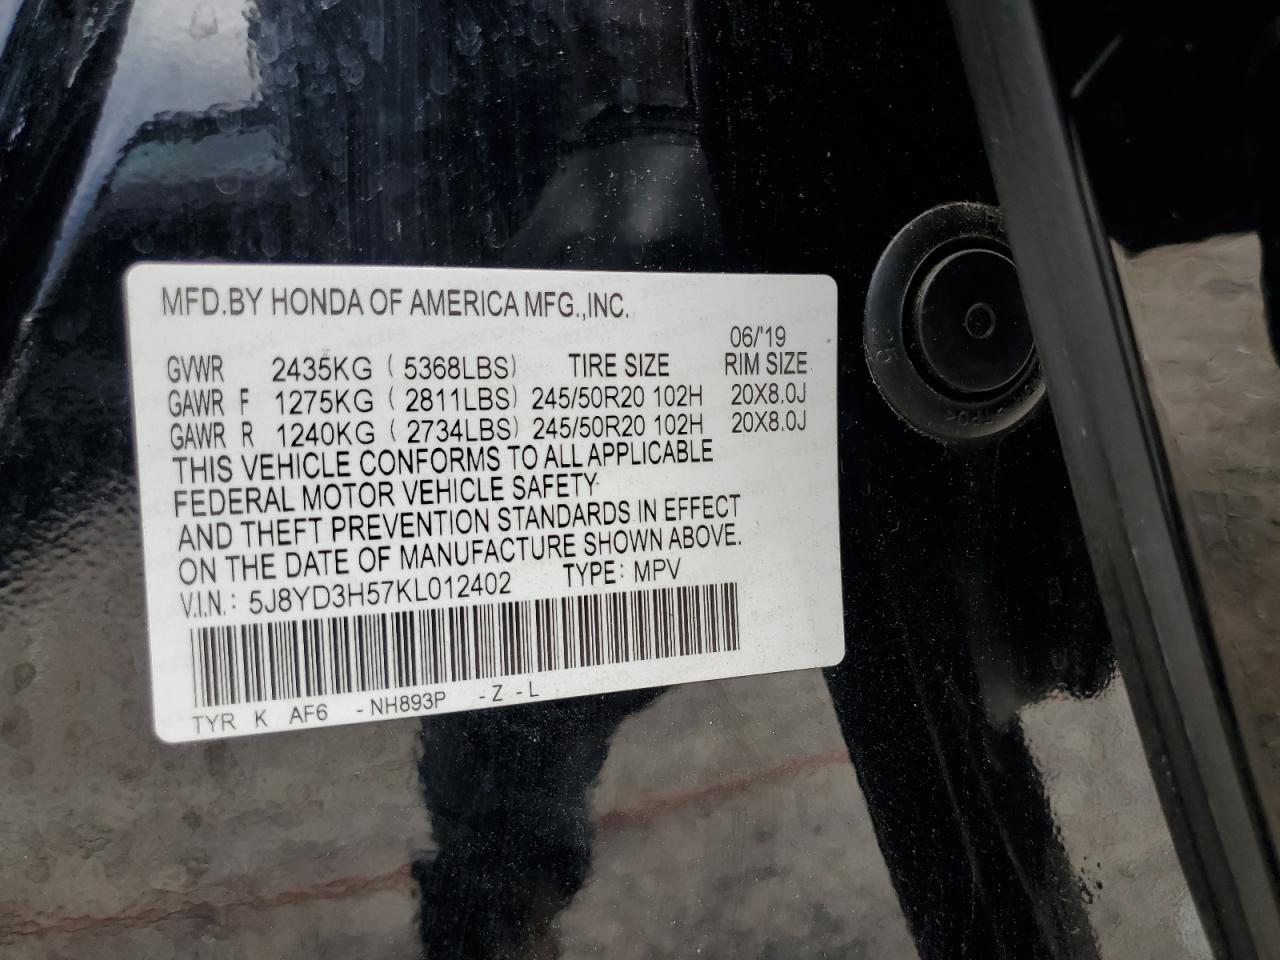 MFD.BY HONDA OF AMERICA MFG.,INC.
06/'19
GVWR 2435KG ( 5368LBS) TIRE SIZE RIM SIZE
GAWR F 1275KG ( 2811LBS) 245/50R20 102H 20X8.0J
GAWR R 1240KG ( 2734LBS) 245/50R20 102H 20X8.0J
THIS VEHICLE CONFORMS TO ALL APPLICABLE
FEDERAL MOTOR VEHICLE SAFETY
AND THEFT PREVENTION STANDARDS IN EFFECT
ON THE DATE OF MANUFACTURE SHOWN ABOVE.
V.I.N.: 5J8YD3H57KL012402 TYPE: MPV
TYR K AF6 -NH893P -Z -L